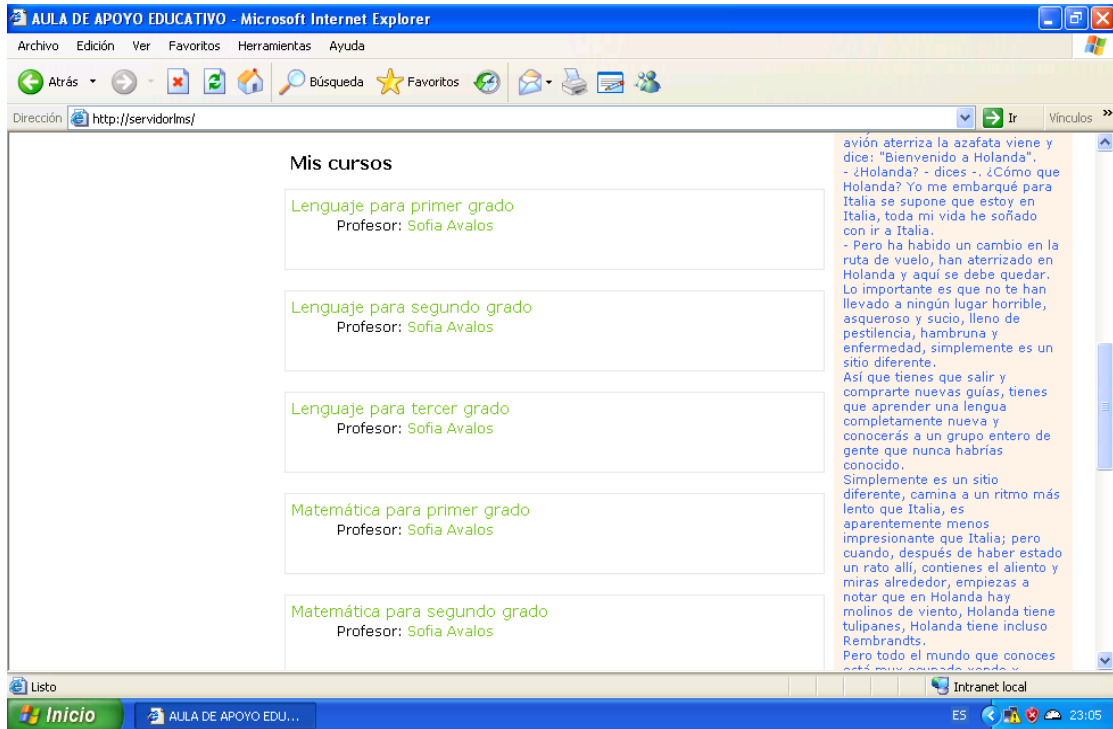 AULA DE APOYO EDUCATIVO - Microsoft Internet Explorer
Archivo Edición Ver Favoritos Herramientas Ayuda
Atrás Búsqueda Favoritos
Dirección http://servidorlms/ Ir Vínculos »
Mis cursos
Lenguaje para primer grado
Profesor: Sofia Avalos
Lenguaje para segundo grado
Profesor: Sofia Avalos
Lenguaje para tercer grado
Profesor: Sofia Avalos
Matemática para primer grado
Profesor: Sofia Avalos
Matemática para segundo grado
Profesor: Sofia Avalos
avión aterriza la azafata viene y
dice: "Bienvenido a Holanda".
- ¿Holanda? - dices -. ¿Cómo que
Holanda? Yo me embarqué para
Italia se supone que estoy en
Italia, toda mi vida he soñado
con ir a Italia.
- Pero ha habido un cambio en la
ruta de vuelo, han aterrizado en
Holanda y aquí se debe quedar.
Lo importante es que no te han
llevado a ningún lugar horrible,
asqueroso y sucio, lleno de
pestilencia, hambruna y
enfermedad, simplemente es un
sitio diferente.
Así que tienes que salir y
comprarte nuevas guías, tienes
que aprender una lengua
completamente nueva y
conocerás a un grupo entero de
gente que nunca habrías
conocido.
Simplemente es un sitio
diferente, camina a un ritmo más
lento que Italia, es
aparentemente menos
impresionante que Italia; pero
cuando, después de haber estado
un rato allí, contienes el aliento y
miras alrededor, empiezas a
notar que en Holanda hay
molinos de viento, Holanda tiene
tulipanes, Holanda tiene incluso
Rembrandts.
Pero todo el mundo que conoces
Listo Intranet local
Inicio AULA DE APOYO EDU... ES 23:05